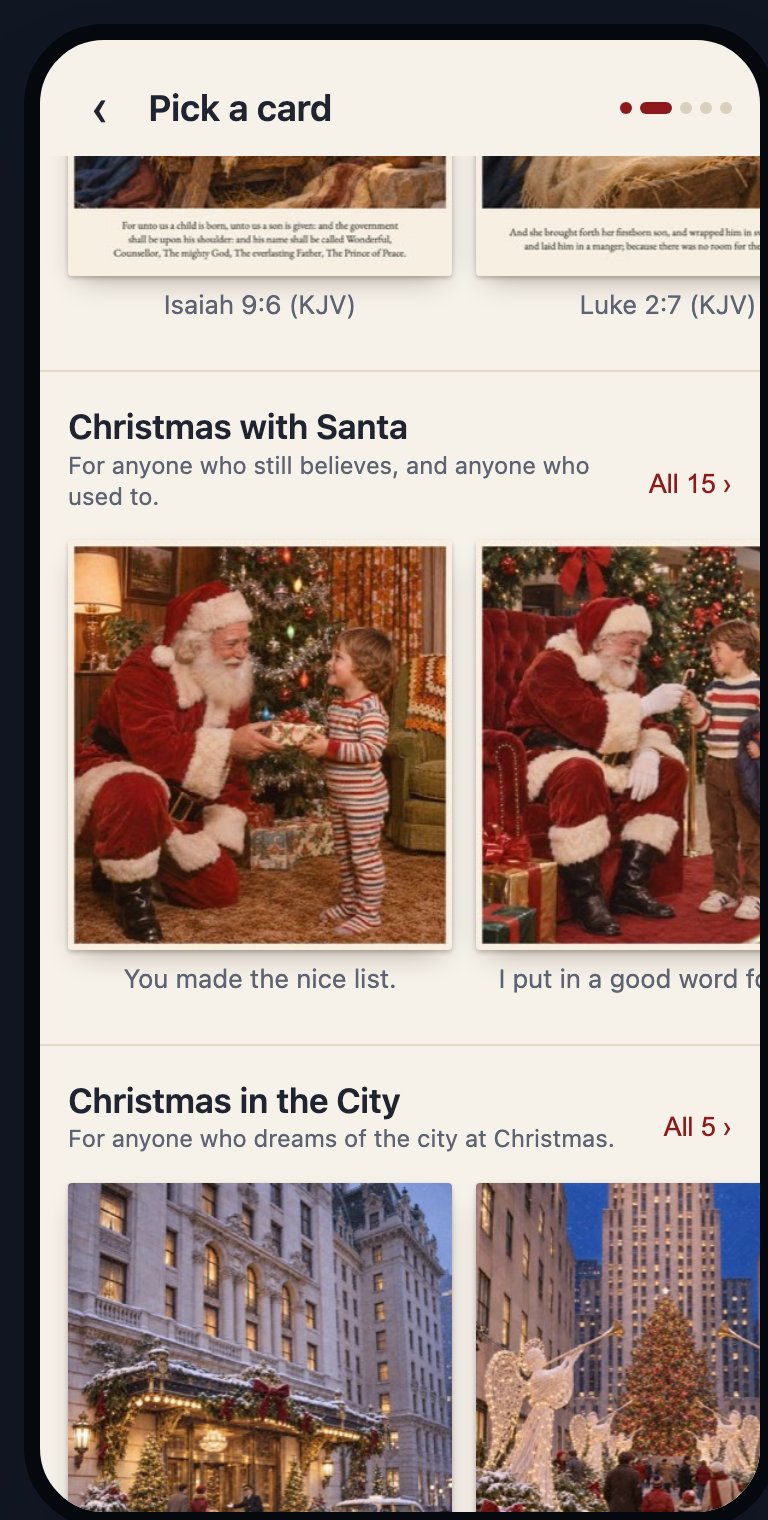 ‹ Pick a card
For unto us a child is born, unto us a son is given: and the government
shall be upon his shoulder: and his name shall be called Wonderful,
Counsellor, The mighty God, The everlasting Father, The Prince of Peace.
And she brought forth her firstborn son, and wrapped him in
and laid him in a manger; because there was no room for the
Isaiah 9:6 (KJV)
Luke 2:7 (KJV)
Christmas with Santa
For anyone who still believes, and anyone who
used to.
All 15 ›
You made the nice list.
I put in a good word
Christmas in the City
For anyone who dreams of the city at Christmas.
All 5 ›